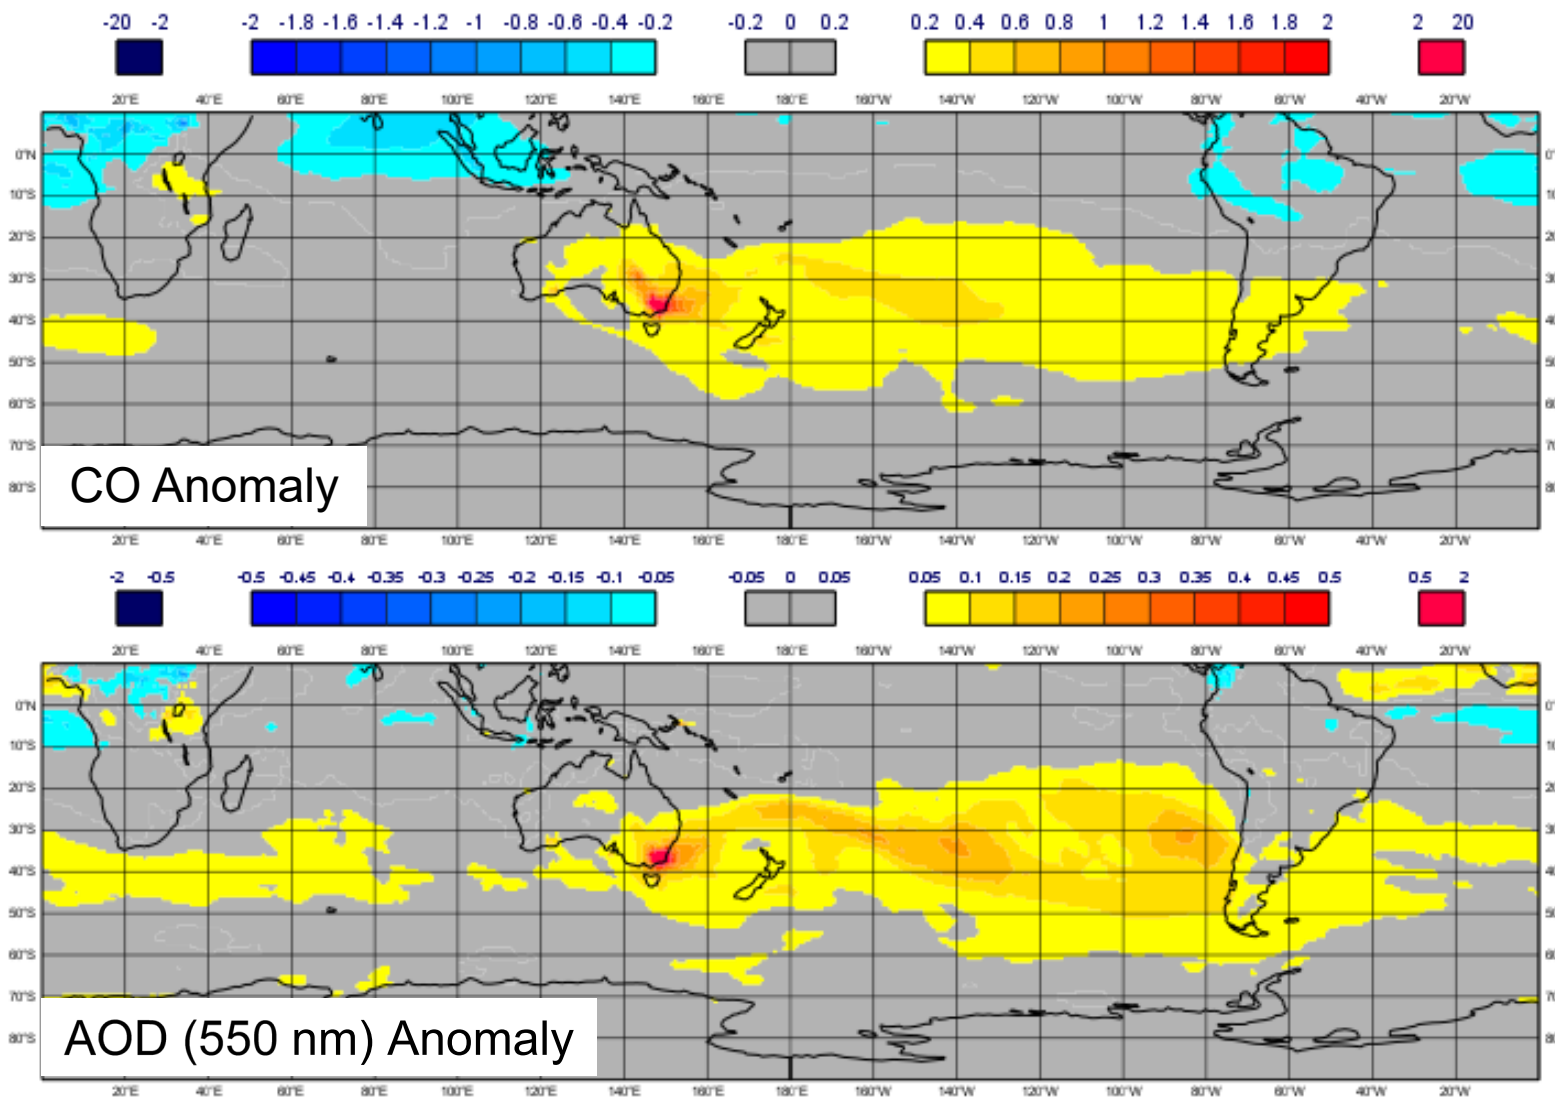 -20 -2 -2 -1.8 -1.6 -1.4 -1.2 -1 -0.8 -0.6 -0.4 -0.2 -0.2 0 0.2 0.2 0.4 0.6 0.8 1 1.2 1.4 1.6 1.8 2 2 20
20°E 40°E 60°E 80°E 100°E 120°E 140°E 160°E 180°E 160°W 140°W 120°W 100°W 80°W 60°W 40°W 20°W
0°N
10°S
20°S
30°S
40°S
50°S
60°S
70°S
CO Anomaly
80°S
20°E 40°E 60°E 80°E 100°E 120°E 140°E 160°E 180°E 160°W 140°W 120°W 100°W 80°W 60°W 40°W 20°W
-2 -0.5 -0.5 -0.45 -0.4 -0.35 -0.3 -0.25 -0.2 -0.15 -0.1 -0.05 -0.05 0 0.05 0.05 0.1 0.15 0.2 0.25 0.3 0.35 0.4 0.45 0.5 0.5 2
20°E 40°E 60°E 80°E 100°E 120°E 140°E 160°E 180°E 160°W 140°W 120°W 100°W 80°W 60°W 40°W 20°W
0°N
10°S
20°S
30°S
40°S
50°S
60°S
70°S
AOD (550 nm) Anomaly
80°S
20°E 40°E 60°E 80°E 100°E 120°E 140°E 160°E 180°E 160°W 140°W 120°W 100°W 80°W 60°W 40°W 20°W